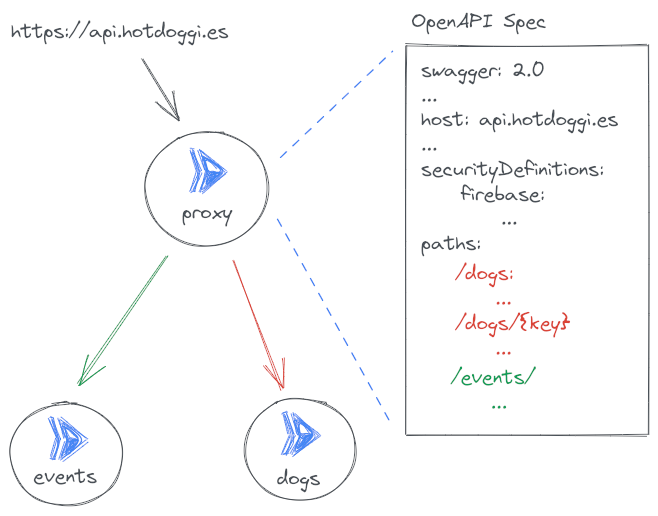 https://api.hotdoggi.es
proxy
events
dogs
OpenAPI Spec
swagger: 2.0
...
host: api.hotdoggi.es
...
securityDefinitions:
firebase:
...
paths:
/dogs:
...
/dogs/{key}
...
/events/
...